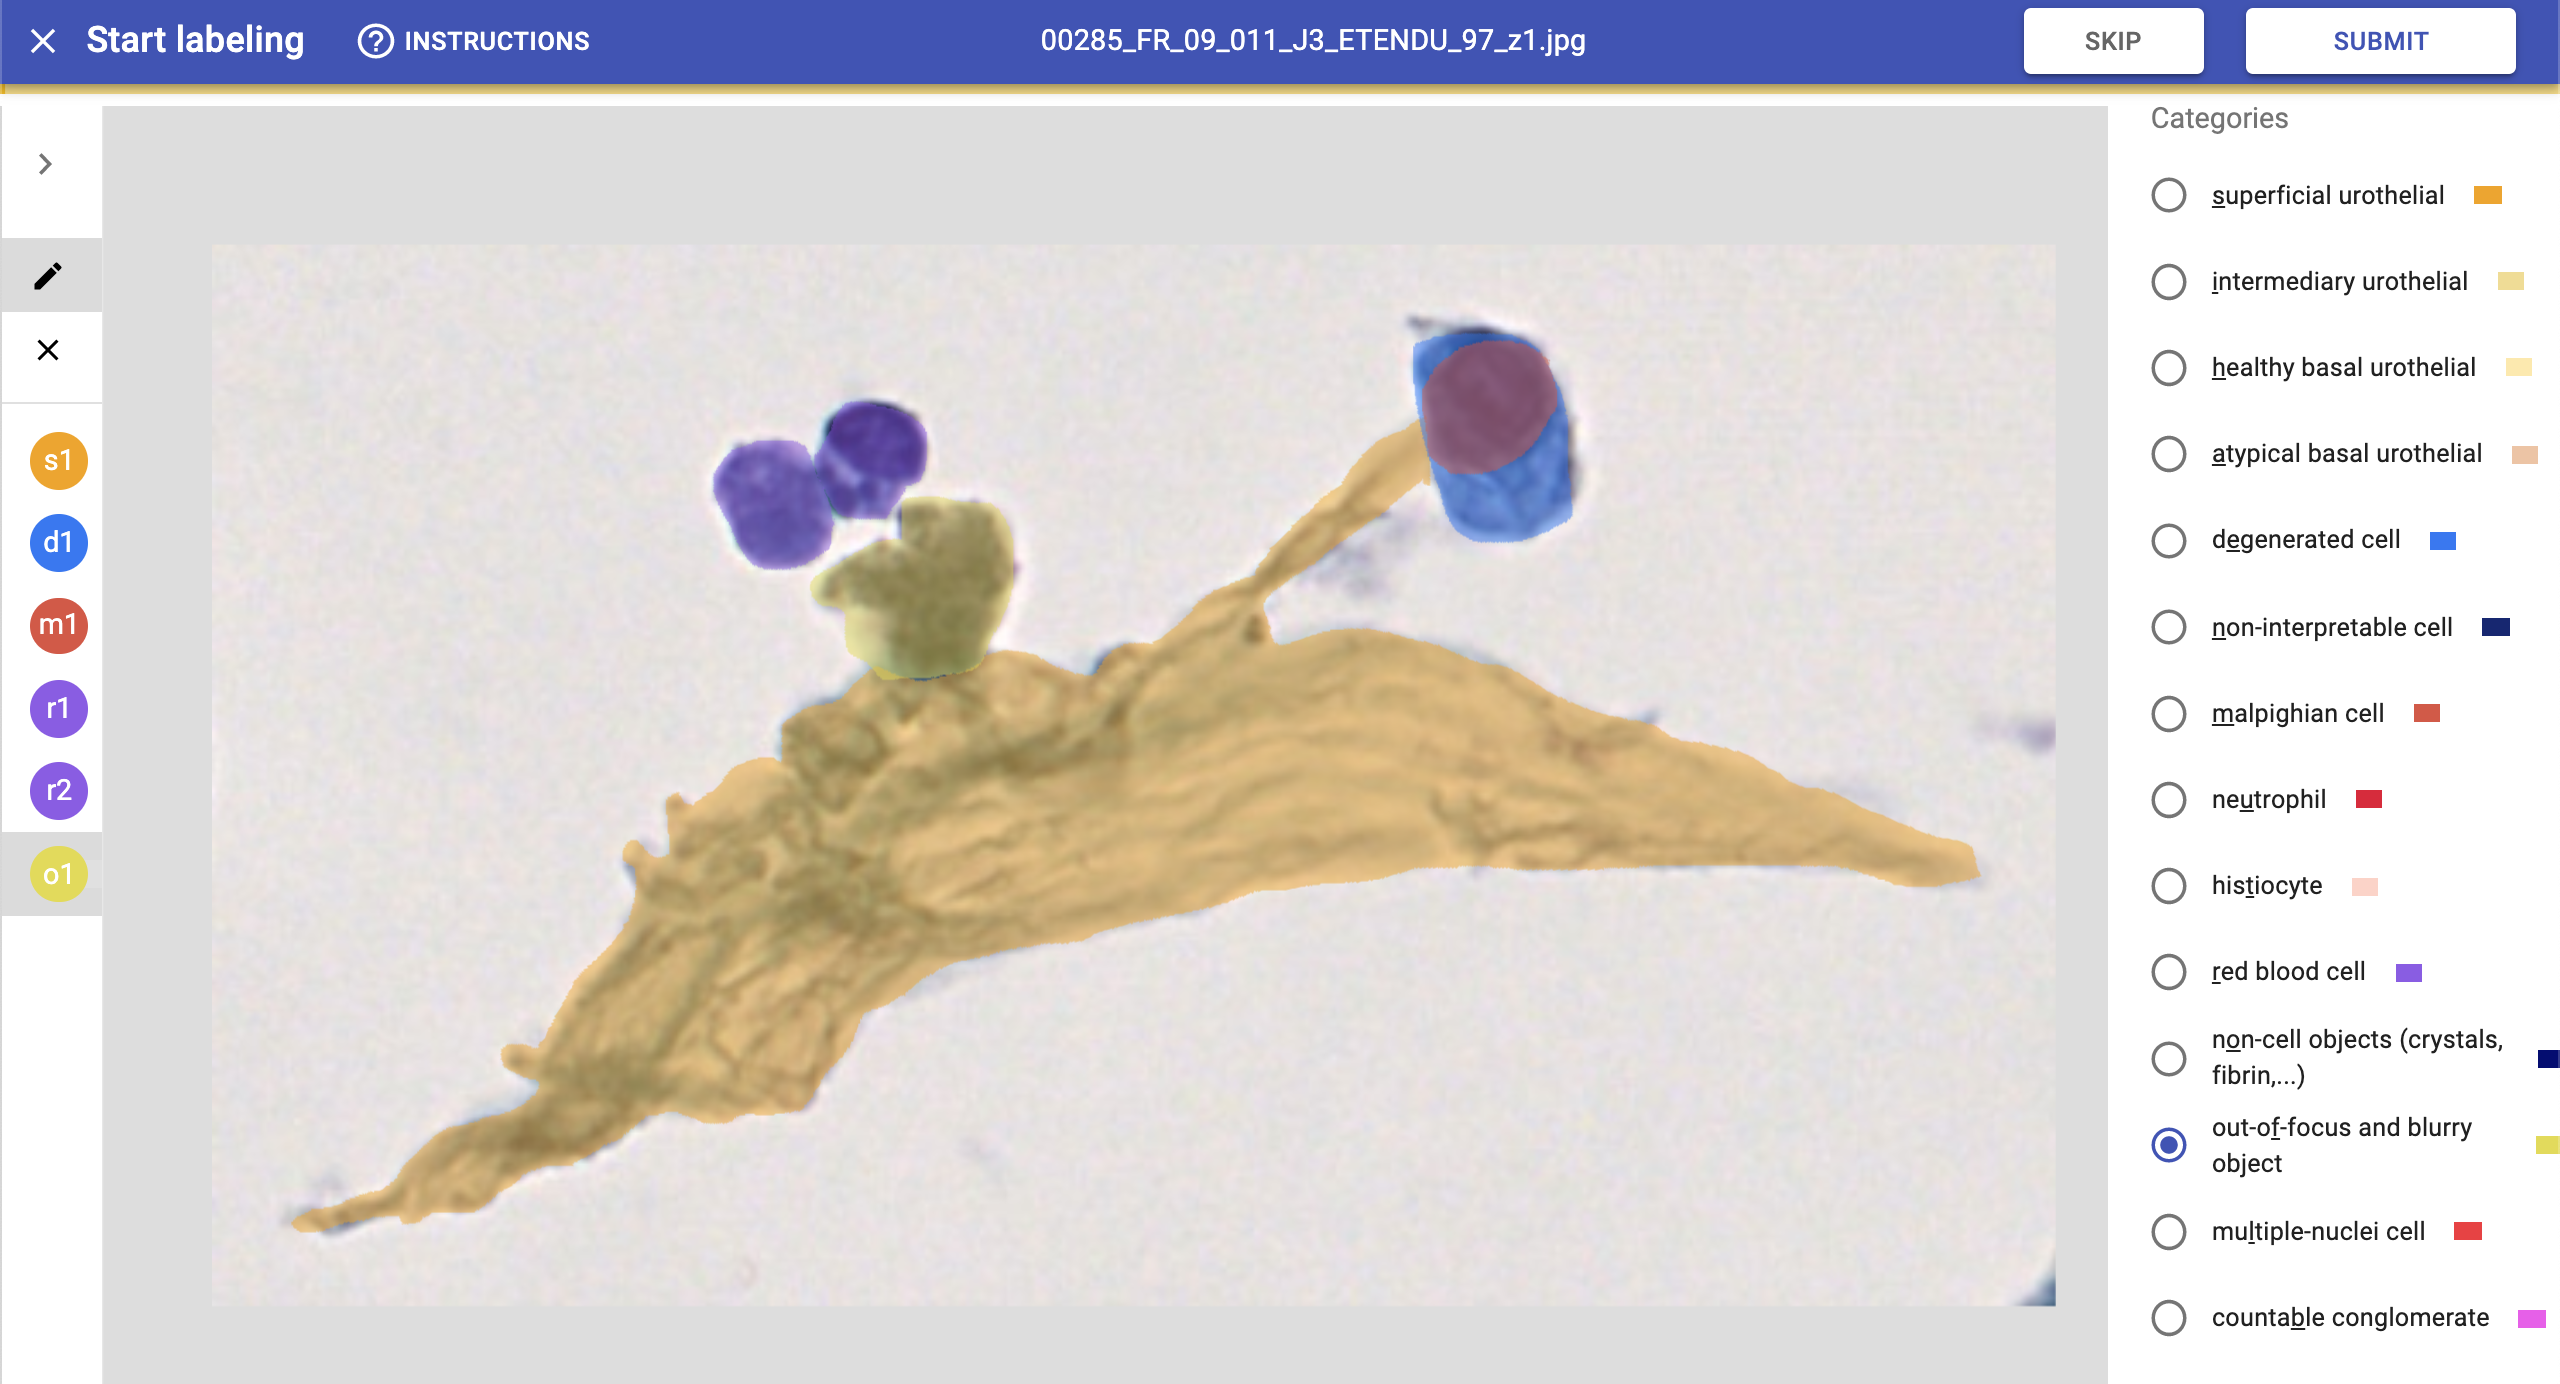 Start labeling
INSTRUCTIONS
00285_FR_09_011_J3_ETENDU_97_z1.jpg
SKIP
SUBMIT
s1
d1
m1
r1
r2
o1
Categories
superficial urothelial
intermediary urothelial
healthy basal urothelial
atypical basal urothelial
degenerated cell
non-interpretable cell
malpighian cell
neutrophil
histiocyte
red blood cell
non-cell objects (crystals,
fibrin,...)
out-of-focus and blurry
object
multiple-nuclei cell
countable conglomerate